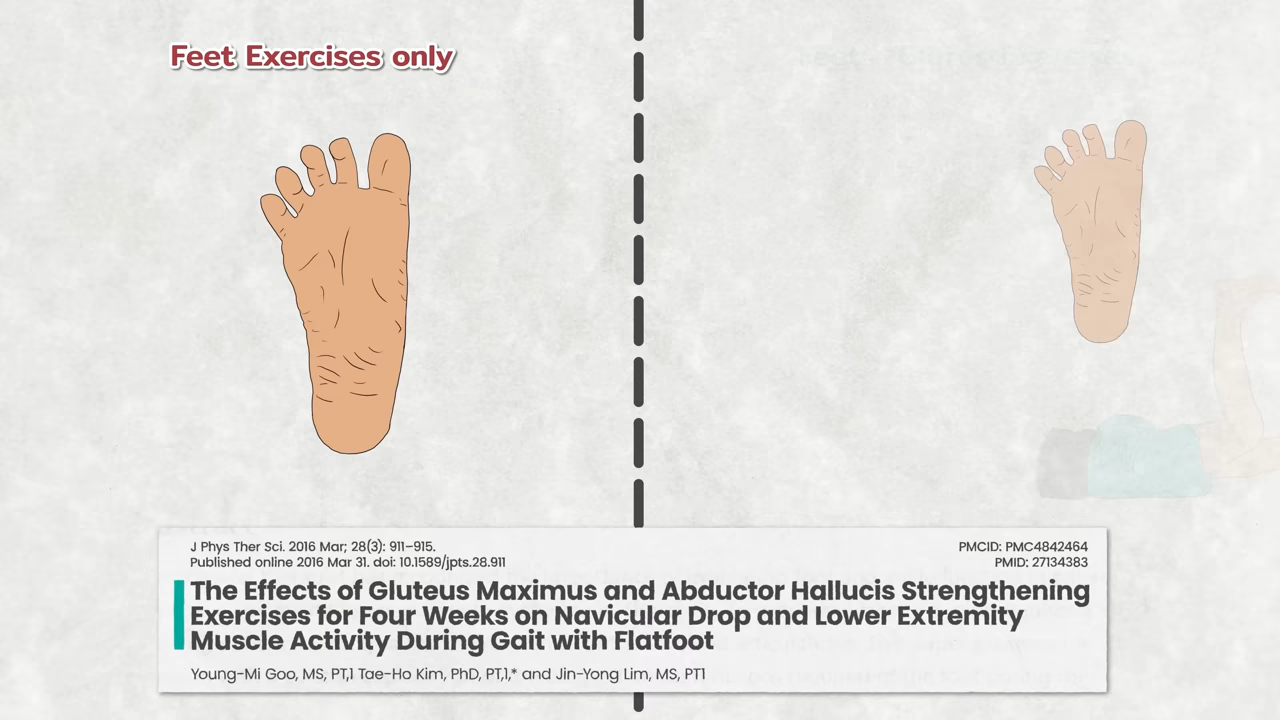 Feet Exercises only
J Phys Ther Sci. 2016 Mar; 28(3): 911–915.
Published online 2016 Mar 31. doi: 10.1589/jpts.28.911
PMCID: PMC4842464
PMID: 27134383
The Effects of Gluteus Maximus and Abductor Hallucis Strengthening
Exercises for Four Weeks on Navicular Drop and Lower Extremity
Muscle Activity During Gait with Flatfoot
Young-Mi Goo, MS, PT,1 Tae-Ho Kim, PhD, PT,1,* and Jin-Yong Lim, MS, PT1